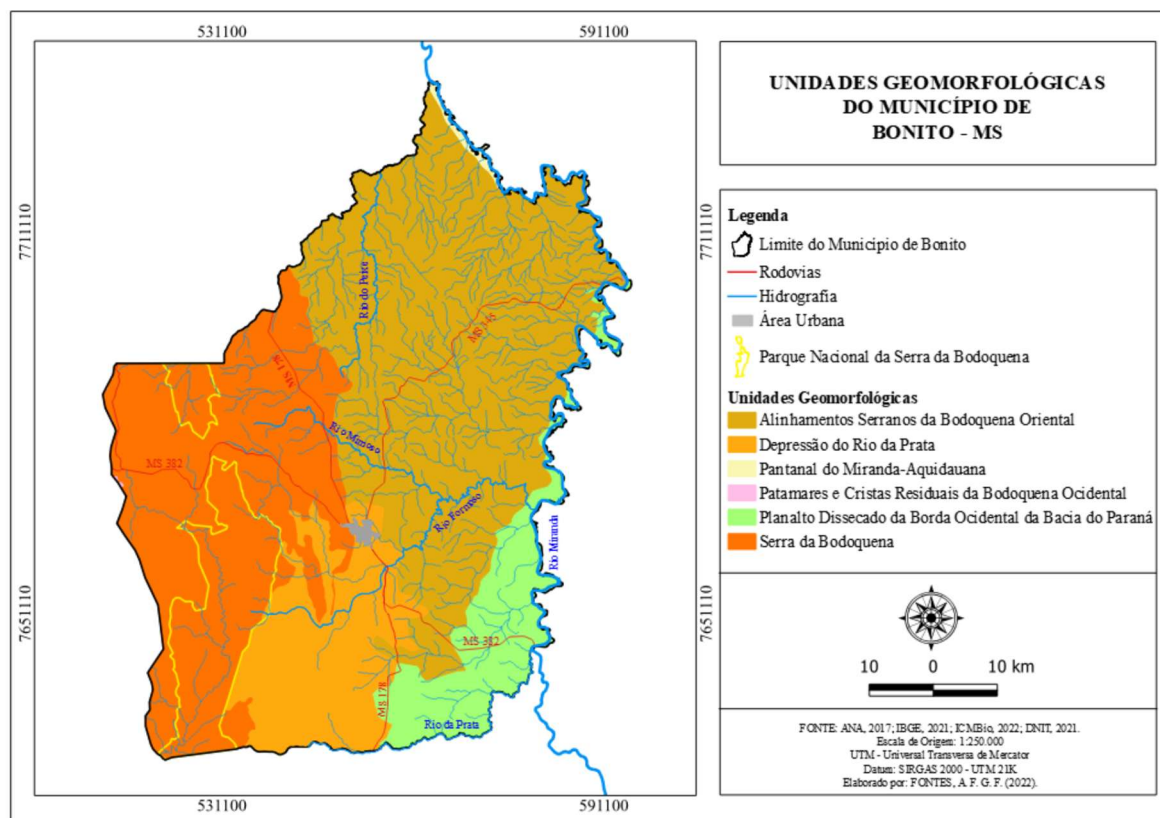 531100
591100
7711110
7711110
7651110
7651110
531100
591100
Rio do Peixe
MS 345
MS 178
Rio Mimoso
MS 382
Rio Formoso
Rio Miranda
MS 382
MS 178
Rio da Prata
UNIDADES GEOMORFOLÓGICAS
DO MUNICÍPIO DE
BONITO - MS
Legenda
Limite do Municipio de Bonito
Rodovias
Hidrografia
Área Urbana
Parque Nacional da Serra da Bodoquena
Unidades Geomorfológicas
Alinhamentos Serranos da Bodoquena Oriental
Depressão do Rio da Prata
Pantanal do Miranda-Aquidauana
Patamares e Cristas Residuais da Bodoquena Ocidental
Planalto Dissecado da Borda Ocidental da Bacia do Paraná
Serra da Bodoquena
10 0 10 km
FONTE: ANA, 2017; IBGE, 2021; ICMBio, 2022; DNIT, 2021.
Escala de Origem: 1:250.000
UTM - Universal Transversa de Mercator
Datum: SIRGAS 2000 - UTM 21K
Elaborado por: FONTES, A. F. G. F. (2022).